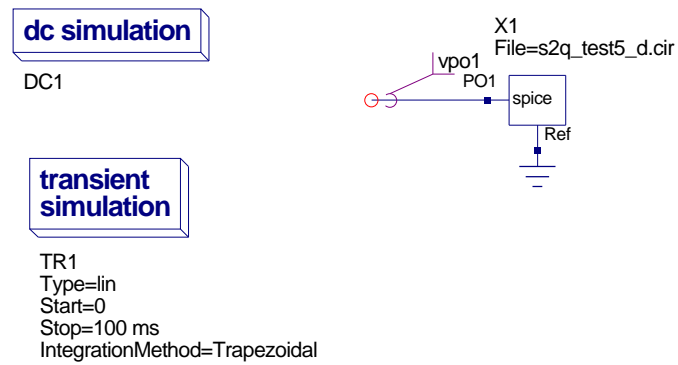 dc simulation
DC1
X1
File=s2q_test5_d.cir
vpo1
PO1
spice
Ref
transient
simulation
TR1
Type=lin
Start=0
Stop=100 ms
IntegrationMethod=Trapezoidal